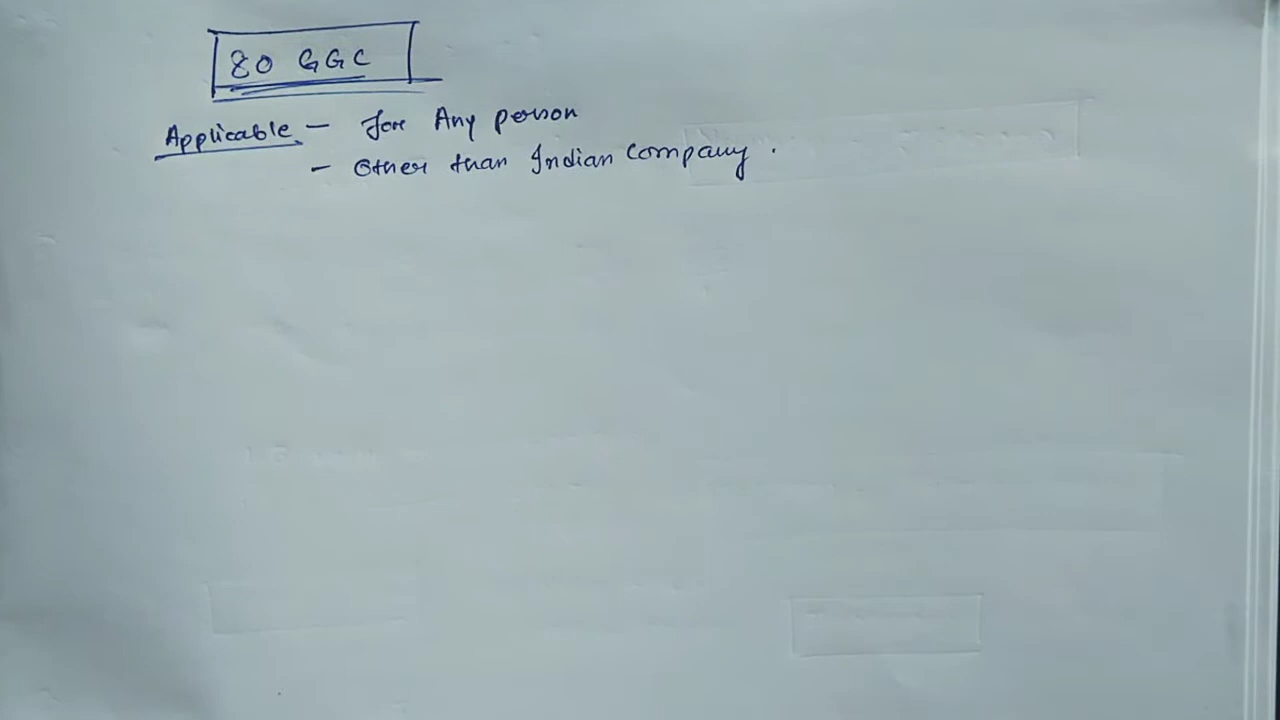 80 GGC
Applicable – for Any person
– Other than Indian Company.